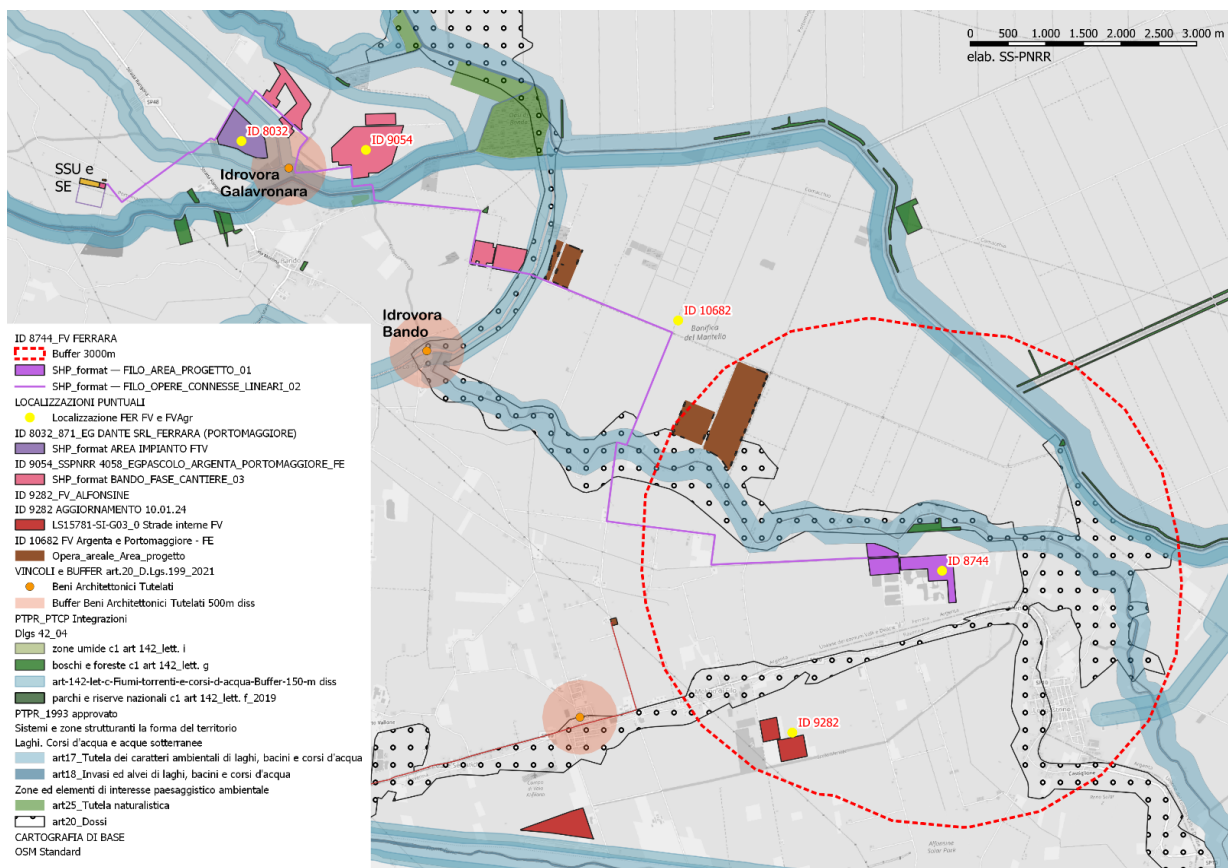 0 500 1.000 1.500 2.000 2.500 3.000 m
elab. SS-PNRR
SP48
ID 8032
ID 9054
SSU e
SE
Idrovora
Galavronara
Bando
ID 10682
Bonifica
del Mantello
Idrovora
Bando
ID 8744
ID 9282
Alfonsine
Solar Park
ID 8744_FV FERRARA
Buffer 3000m
SHP_format — FILO_AREA_PROGETTO_01
SHP_format — FILO_OPERE_CONNESSE_LINEARI_02
LOCALIZZAZIONI PUNTUALI
Localizzazione FER FV e FVAgr
ID 8032_871_EG DANTE SRL_FERRARA (PORTOMAGGIORE)
SHP_format AREA IMPIANTO FTV
ID 9054_SSPNRR 4058_EGPASCOLO_ARGENTA_PORTOMAGGIORE_FE
SHP_format BANDO_FASE_CANTIERE_03
ID 9282_FV_ALFONSINE
ID 9282 AGGIORNAMENTO 10.01.24
LS15781-SI-G03_0 Strade interne FV
ID 10682 FV Argenta e Portomaggiore - FE
Opera_areale_Area_progetto
VINCOLI e BUFFER art.20_D.Lgs.199_2021
Beni Architettonici Tutelati
Buffer Beni Architettonici Tutelati 500m diss
PTPR_PTCP Integrazioni
Dlgs 42_04
zone umide c1 art 142_lett. i
boschi e foreste c1 art 142_lett. g
art-142-let-c-Fiumi-torrenti-e-corsi-d-acqua-Buffer-150-m diss
parchi e riserve nazionali c1 art 142_lett. f_2019
PTPR_1993 approvato
Sistemi e zone strutturanti la forma del territorio
Laghi. Corsi d'acqua e acque sotterranee
art17_Tutela dei caratteri ambientali di laghi, bacini e corsi d'acqua
art18_Invasi ed alvei di laghi, bacini e corsi d'acqua
Zone ed elementi di interesse paesaggistico ambientale
art25_Tutela naturalistica
art20_Dossi
CARTOGRAFIA DI BASE
OSM Standard